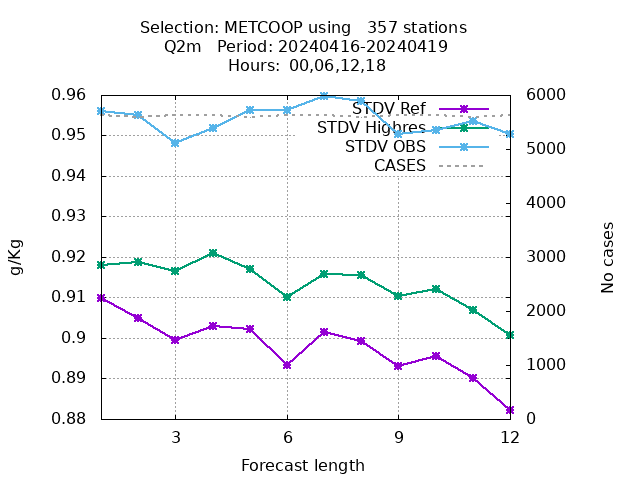 Selection: METCOOP using   357 stations
Q2m   Period: 20240416-20240419
Hours:  00,06,12,18
STDV Ref
STDV Highres
STDV OBS
CASES
0.96
0.95
0.94
0.93
0.92
0.91
0.9
0.89
0.88
6000
5000
4000
3000
2000
1000
0
g/Kg
No cases
3
6
9
12
Forecast length